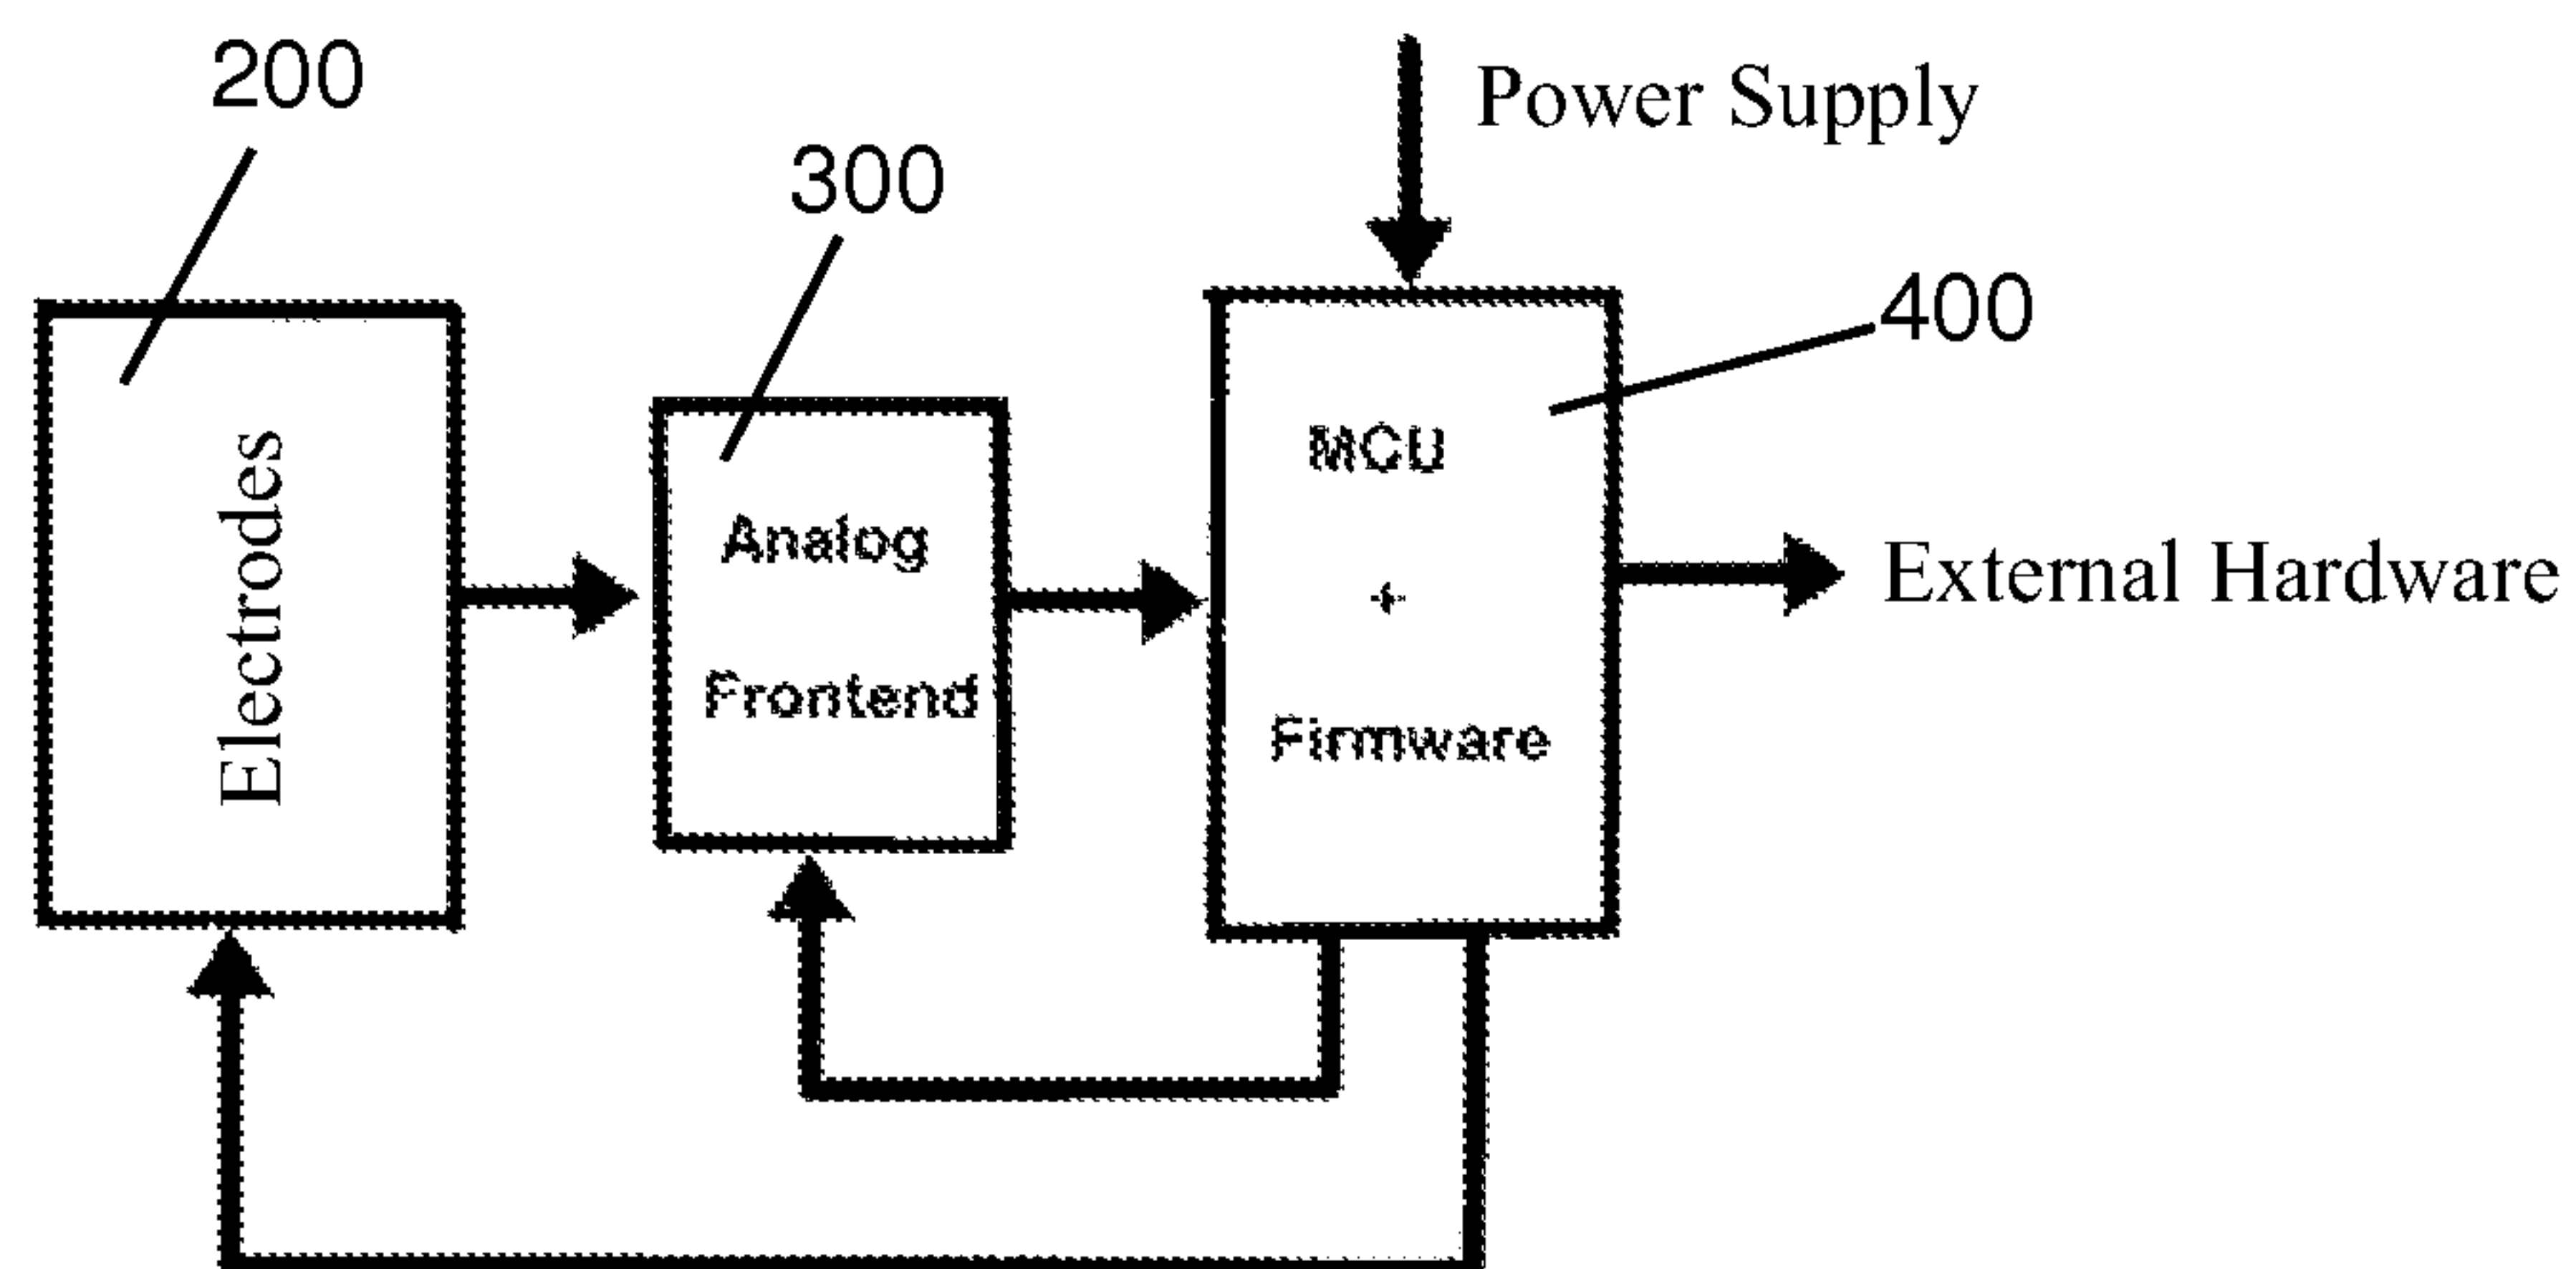 200
300
Power Supply
400
Electrodes
Analog
Frontend
MCU
+
Firmware
External Hardware